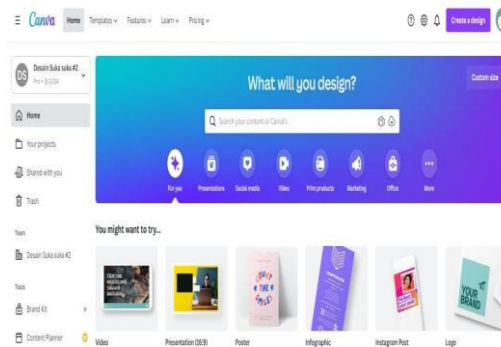 Canva Home Templates Features Learn Pricing Create a design
DS Desain Suka suka #2
What will you design?
Custom size
Search your content or Canva's
Home
Your projects
Shared with you
Trash
For you Presentations Social media Video Print products Marketing Office More
Team
Desain Suka suka #2
You might want to try...
Tools
Brand Kit
Content Planner
YOUR BRAND
Video Presentation (16:9) Poster Infographic Instagram Post Logo